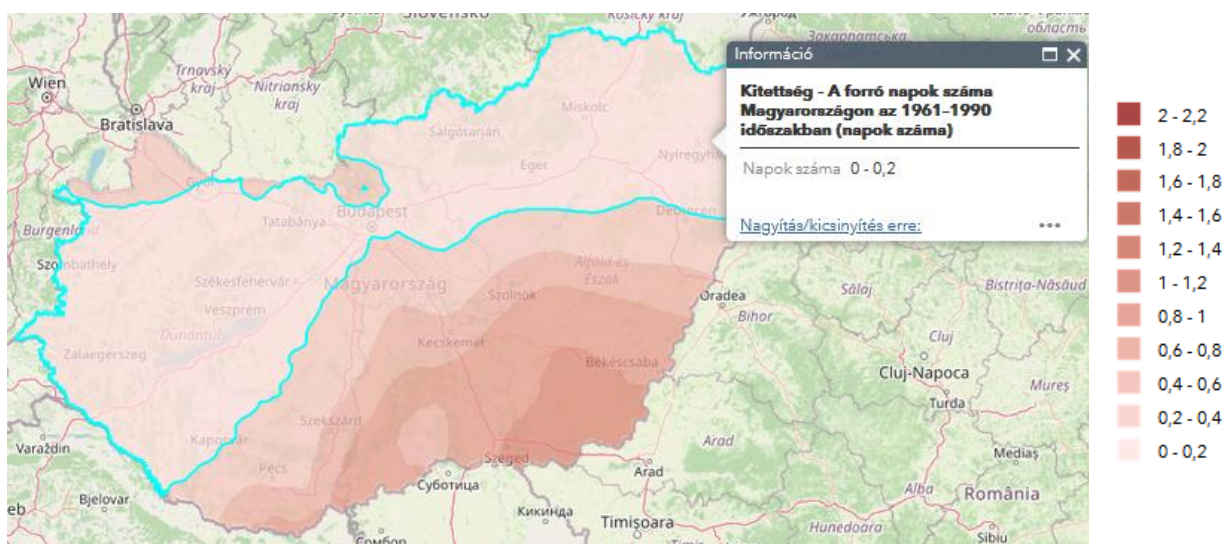 Slovensko
Košický kraj
Ужгород
Закарпатська
область
Wien
Trnavský
kraj
Nitriansky
kraj
Bratislava
Miskolc
Salgótarján
Eger
Győr
Tatabánya
Budapest
Debrecen
Burgenland
Szombathely
Székesfehérvár
Magyarország
Veszprém
Dunántúl
Zalaegerszeg
Alföld és
Észak
Szolnok
Kecskemét
Békéscsaba
Szekszárd
Kaposvár
Pécs
Szeged
Varaždin
Bjelovar
eb
Суботица
Кикинда
Сомбор
Timișoara
Arad
Arad
Oradea
Bihor
Sălaj
Bistrița-Năsăud
Cluj
Cluj-Napoca
Turda
Mureș
Mediaș
Alba
România
Hunedoara
Sibiu
Információ
Kitettség - A forró napok száma
Magyarországon az 1961-1990
időszakban (napok száma)
Napok száma 0 - 0,2
Nagyítás/kicsinyítés erre:
•••
2 - 2,2
1,8 - 2
1,6 - 1,8
1,4 - 1,6
1,2 - 1,4
1 - 1,2
0,8 - 1
0,6 - 0,8
0,4 - 0,6
0,2 - 0,4
0 - 0,2